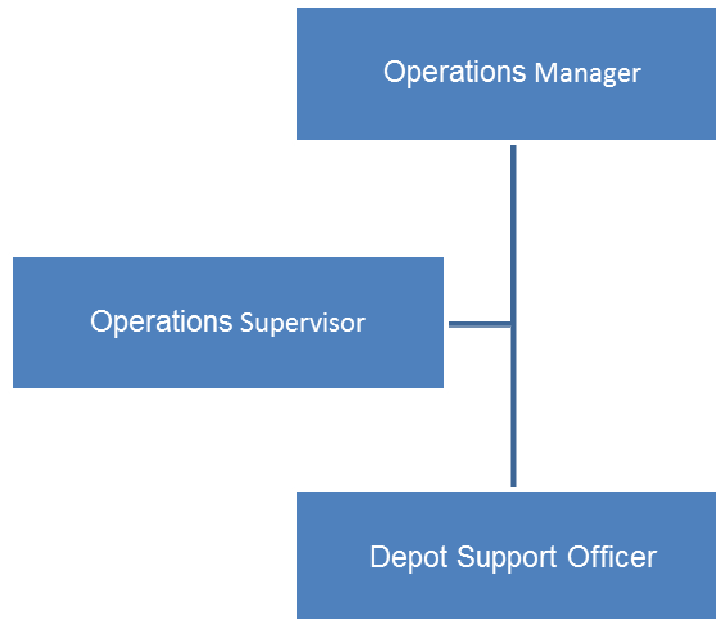 Operations Manager
Operations Supervisor
Depot Support Officer